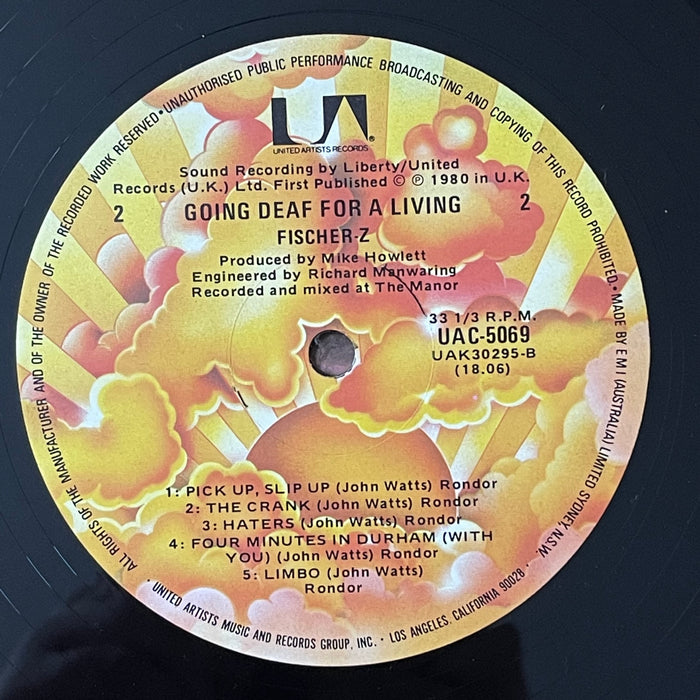 ALL RIGHTS OF THE MANUFACTURER AND OF THE OWNER OF THE RECORDED WORK RESERVED • UNAUTHORISED PUBLIC PERFORMANCE BROADCASTING AND COPYING OF THIS RECORD PROHIBITED. • MADE BY E M I (AUSTRALIA) LIMITED SYDNEY, N.S.W. •
UA®
UNITED ARTISTS RECORDS
Sound Recording by Liberty/United
Records (U.K.) Ltd. First Published © ℗ 1980 in U.K.
2 GOING DEAF FOR A LIVING 2
FISCHER-Z
Produced by Mike Howlett
Engineered by Richard Manwaring
Recorded and mixed at The Manor
33 1/3 R.P.M.
UAC-5069
UAK30295-B
(18.06)
1: PICK UP, SLIP UP (John Watts) Rondor
2: THE CRANK (John Watts) Rondor
3: HATERS (John Watts) Rondor
4: FOUR MINUTES IN DURHAM (WITH
YOU) (John Watts) Rondor
5: LIMBO (John Watts)
Rondor
• UNITED ARTISTS MUSIC AND RECORDS GROUP, INC. • LOS ANGELES, CALIFORNIA 90028 •